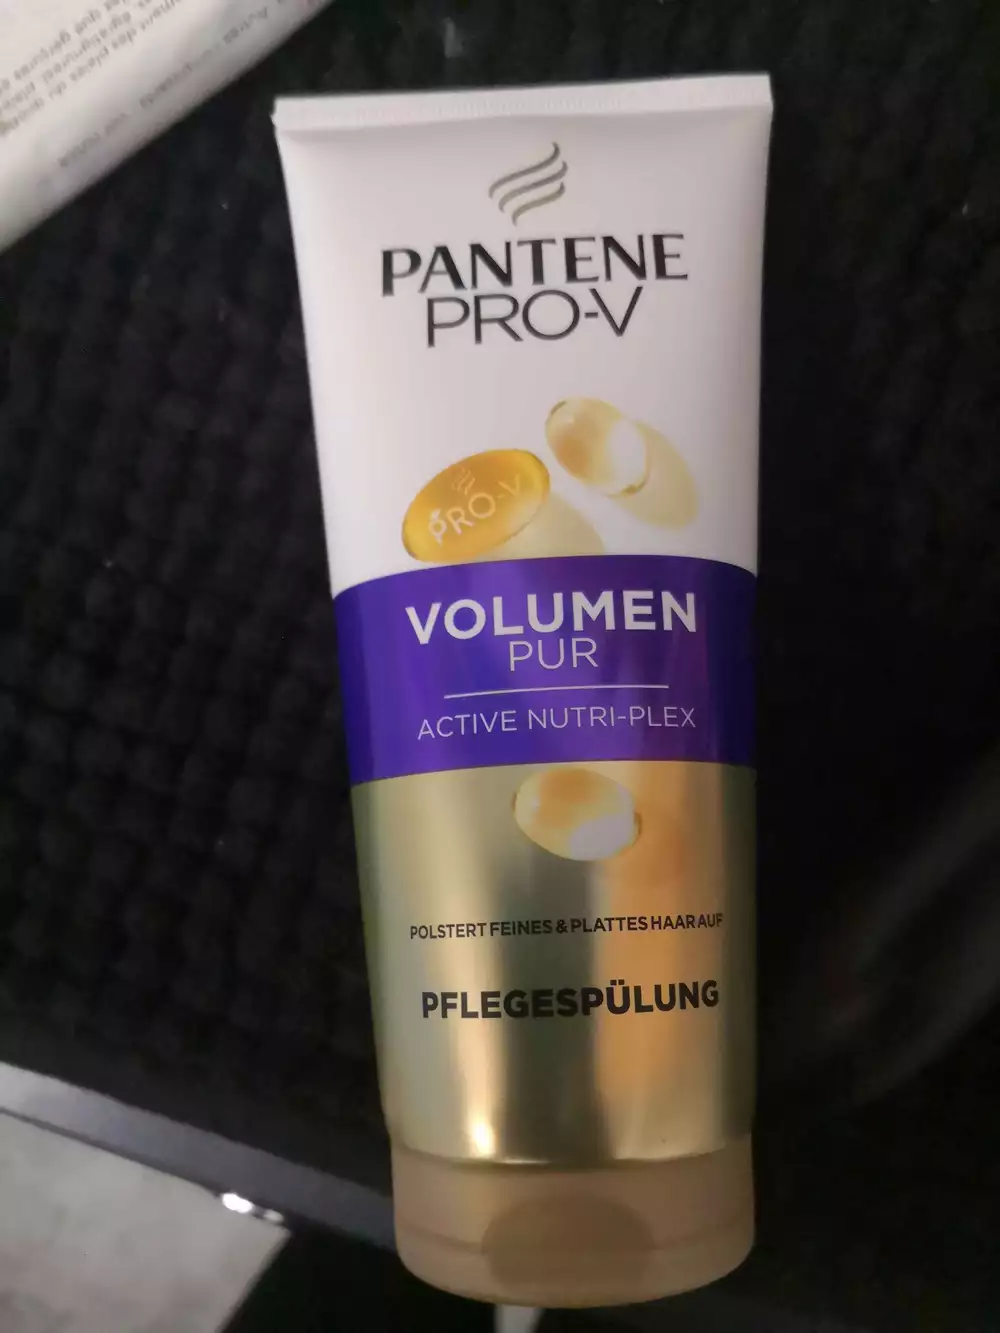 PANTENE
PRO-V
PRO-V
VOLUMEN
PUR
ACTIVE NUTRI-PLEX
POLSTERT FEINES & PLATTES HAAR AUF
PFLEGESPÜLUNG